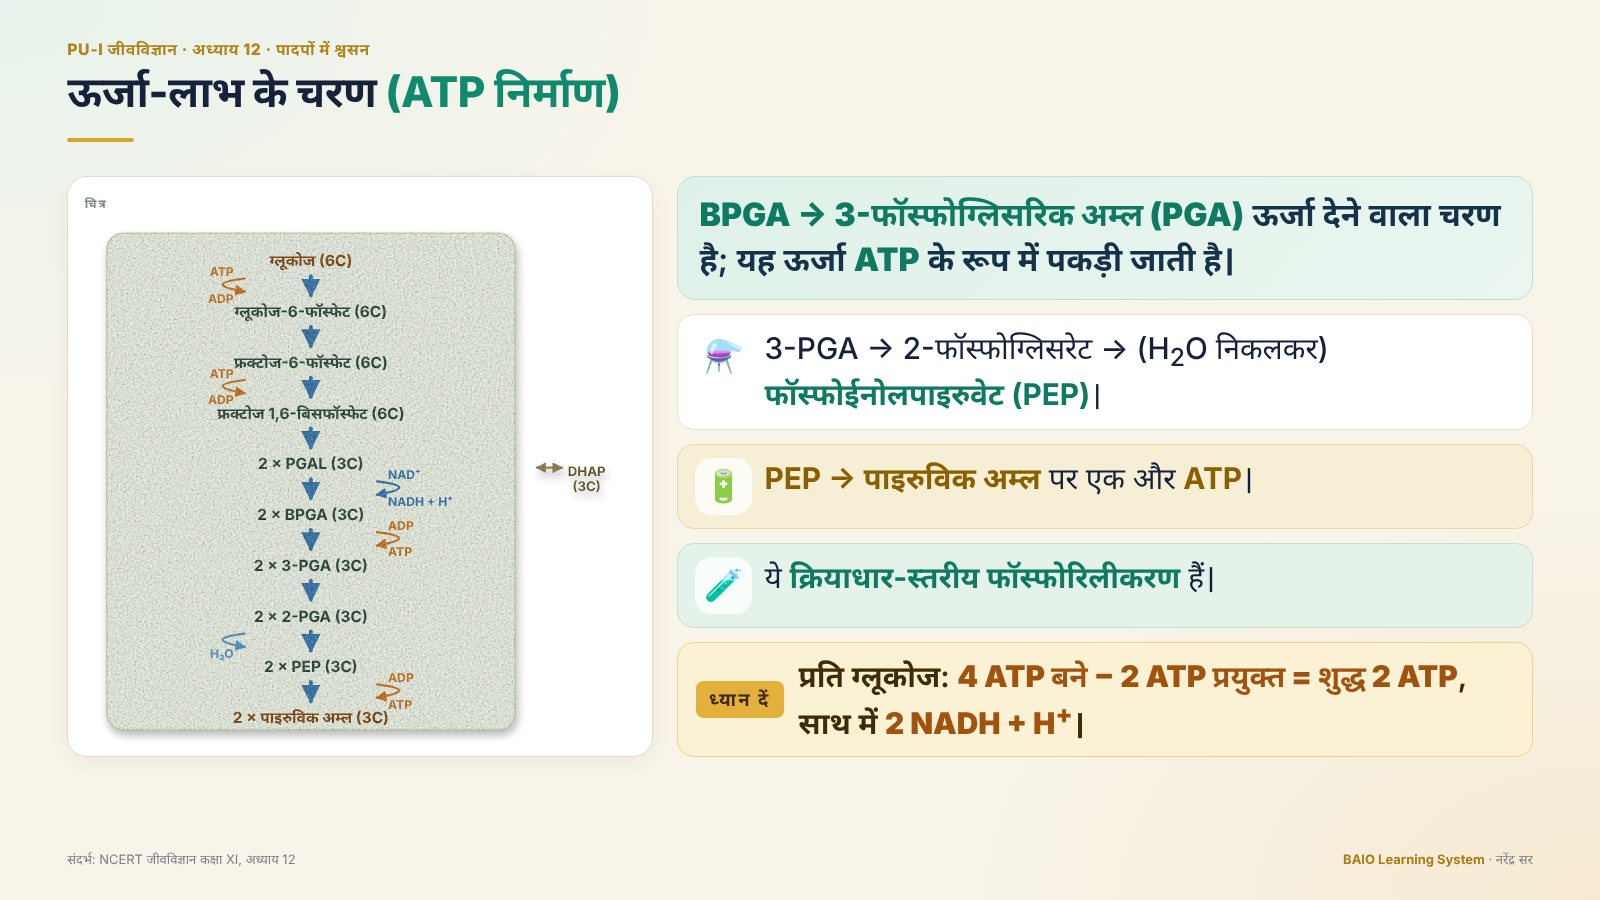 PU-I जीवविज्ञान · अध्याय 12 · पादपों में श्वसन
ऊर्जा-लाभ के चरण (ATP निर्माण)
चित्र
ग्लूकोज (6C)
ATP
ADP
ग्लूकोज-6-फॉस्फेट (6C)
फ्रक्टोज-6-फॉस्फेट (6C)
ATP
ADP
फ्रक्टोज 1,6-बिसफॉस्फेट (6C)
2 × PGAL (3C)
DHAP
(3C)
NAD⁺
NADH + H⁺
2 × BPGA (3C)
ADP
ATP
2 × 3-PGA (3C)
2 × 2-PGA (3C)
H₂O
2 × PEP (3C)
ADP
ATP
2 × पाइरुविक अम्ल (3C)
BPGA → 3-फॉस्फोग्लिसरिक अम्ल (PGA) ऊर्जा देने वाला चरण
है; यह ऊर्जा ATP के रूप में पकड़ी जाती है|
3-PGA → 2-फॉस्फोग्लिसरेट → (H₂O निकलकर)
फॉस्फोईनोलपाइरुवेट (PEP)|
PEP → पाइरुविक अम्ल पर एक और ATP|
ये क्रियाधार-स्तरीय फॉस्फोरिलीकरण हैं|
ध्यान दें
प्रति ग्लूकोज: 4 ATP बने − 2 ATP प्रयुक्त = शुद्ध 2 ATP,
साथ में 2 NADH + H⁺|
संदर्भ: NCERT जीवविज्ञान कक्षा XI, अध्याय 12
BAIO Learning System · नरेंद्र सर